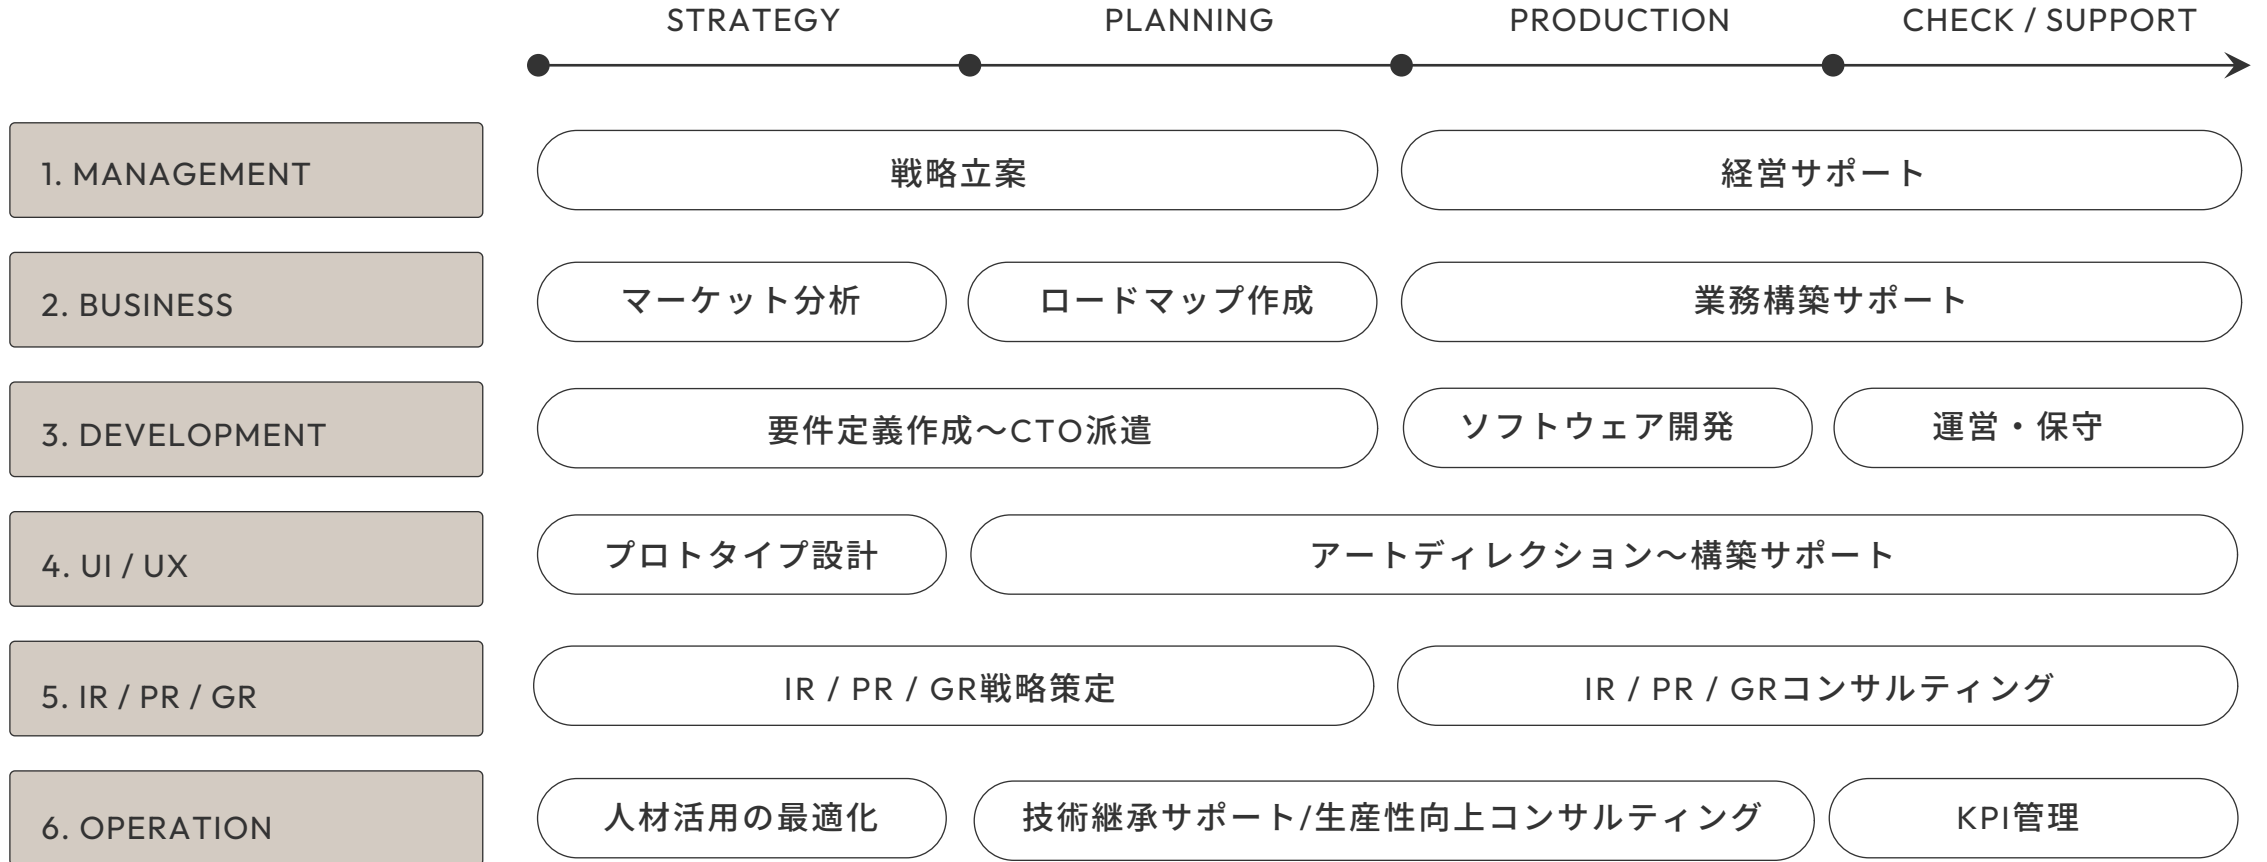 STRATEGY PLANNING PRODUCTION CHECK / SUPPORT
1. MANAGEMENT
戦略立案
経営サポート
2. BUSINESS
マーケット分析
ロードマップ作成
業務構築サポート
3. DEVELOPMENT
要件定義作成〜CTO派遣
ソフトウェア開発
運営・保守
4. UI / UX
プロトタイプ設計
アートディレクション〜構築サポート
5. IR / PR / GR
IR / PR / GR戦略策定
IR / PR / GRコンサルティング
6. OPERATION
人材活用の最適化
技術継承サポート/生産性向上コンサルティング
KPI管理